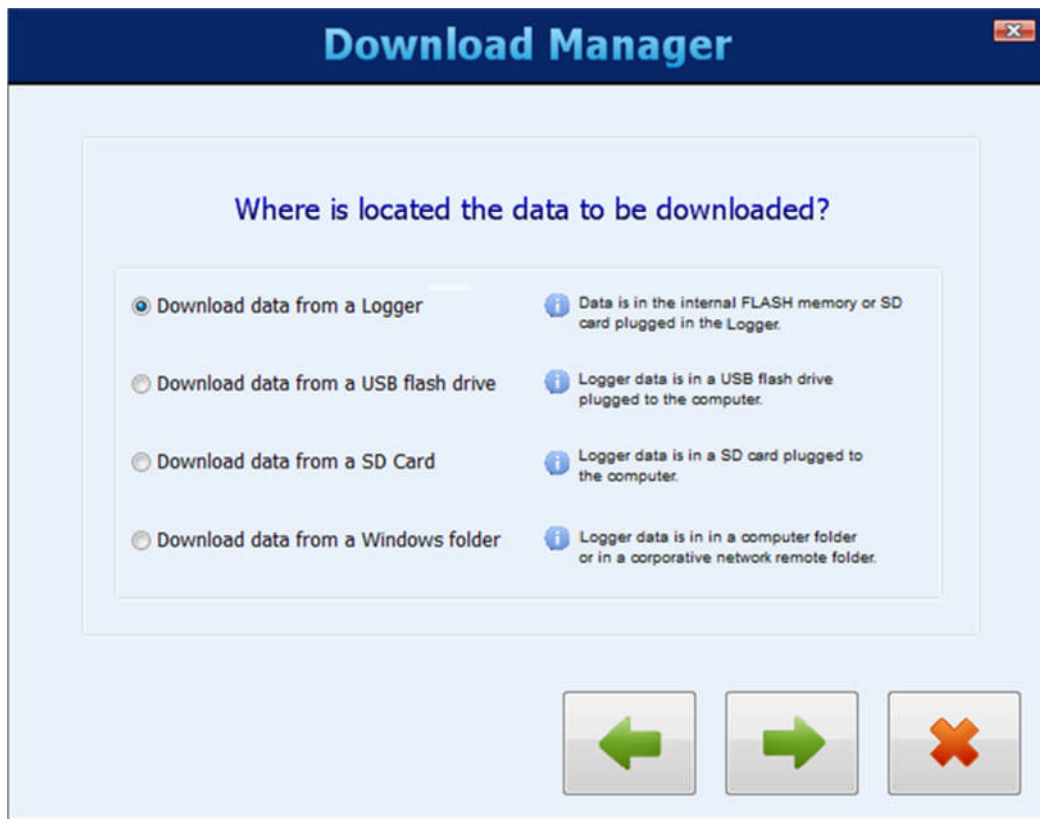 Download Manager
Where is located the data to be downloaded?
Download data from a Logger
Data is in the internal FLASH memory or SD
card plugged in the Logger.
Download data from a USB flash drive
Logger data is in a USB flash drive
plugged to the computer.
Download data from a SD Card
Logger data is in a SD card plugged to
the computer.
Download data from a Windows folder
Logger data is in in a computer folder
or in a corporative network remote folder.